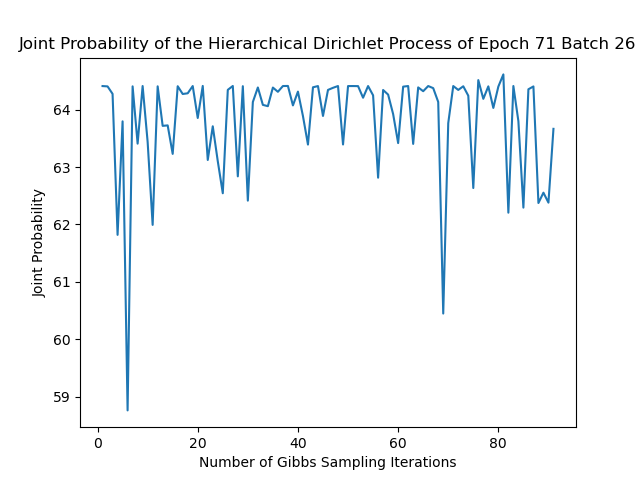 Joint Probability of the Hierarchical Dirichlet Process of Epoch 71 Batch 26
64
63
62
61
60
59
Joint Probability
0 20 40 60 80
Number of Gibbs Sampling Iterations